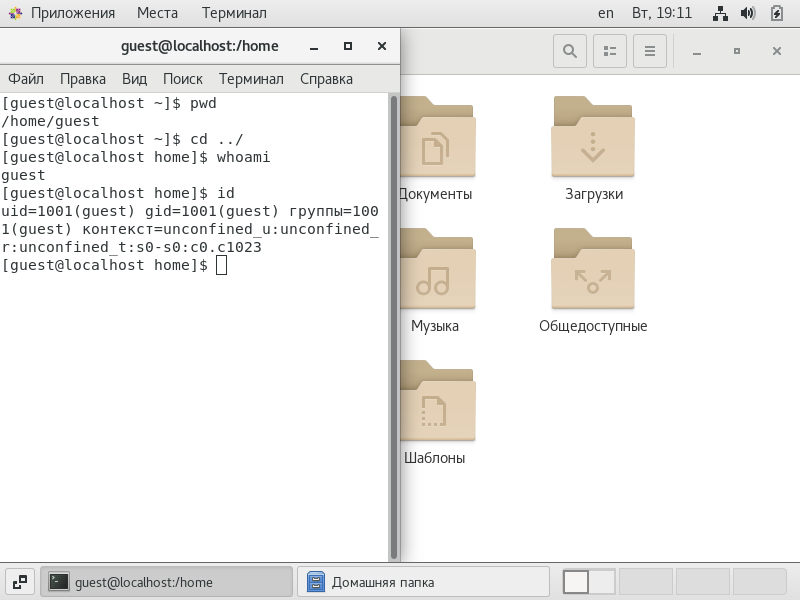 Приложения Места Терминал en Вт, 19:11
guest@localhost:/home
Файл Правка Вид Поиск Терминал Справка
[guest@localhost ~]$ pwd
/home/guest
[guest@localhost ~]$ cd ../
[guest@localhost home]$ whoami
guest
[guest@localhost home]$ id
uid=1001(guest) gid=1001(guest) группы=100
1(guest) контекст=unconfined_u:unconfined_
r:unconfined_t:s0-s0:c0.c1023
[guest@localhost home]$
Документы Загрузки
Музыка Общедоступные
Шаблоны
guest@localhost:/home Домашняя папка